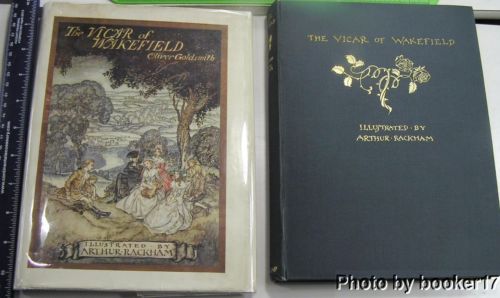 The VICAR of
WAKEFIELD
Oliver Goldsmith
ILLUSTRATED BY
ARTHUR RACKHAM
THE VICAR OF WAKEFIELD
ILLUSTRATED · BY
ARTHUR RACKHAM
Photo by booker17